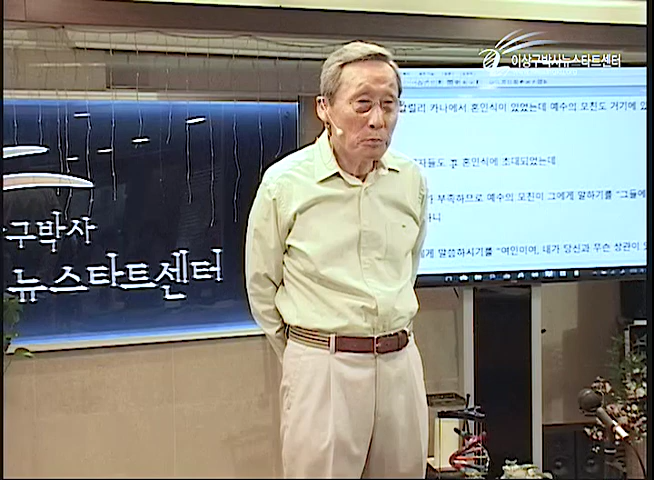 이상구박사뉴스타트센터
릴리 카나에서 혼인식이 있었는데 예수의 모친도 거기에 있
자들도 그 혼인식에 초대되었는데
가 부족하므로 예수의 모친이 그에게 말하기를 "그들에
하니
게 말씀하시기를 "여인이여, 내가 당신과 무슨 상관이 있
구박사
뉴스타트센터